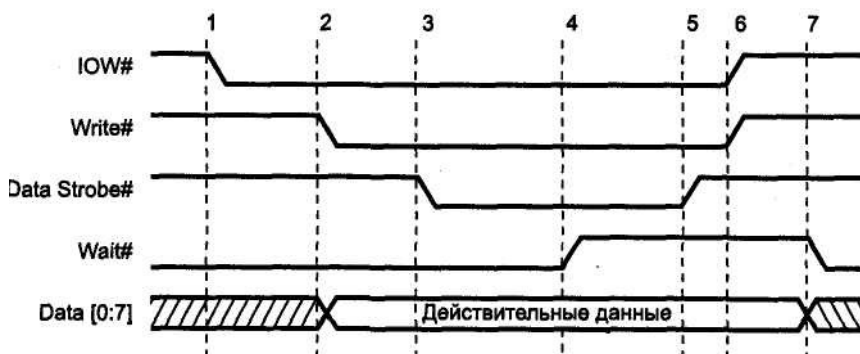 1 2 3 4 5 6 7
IOW#
Write#
Data Strobe#
Wait#
Data [0:7]
Действительные данные